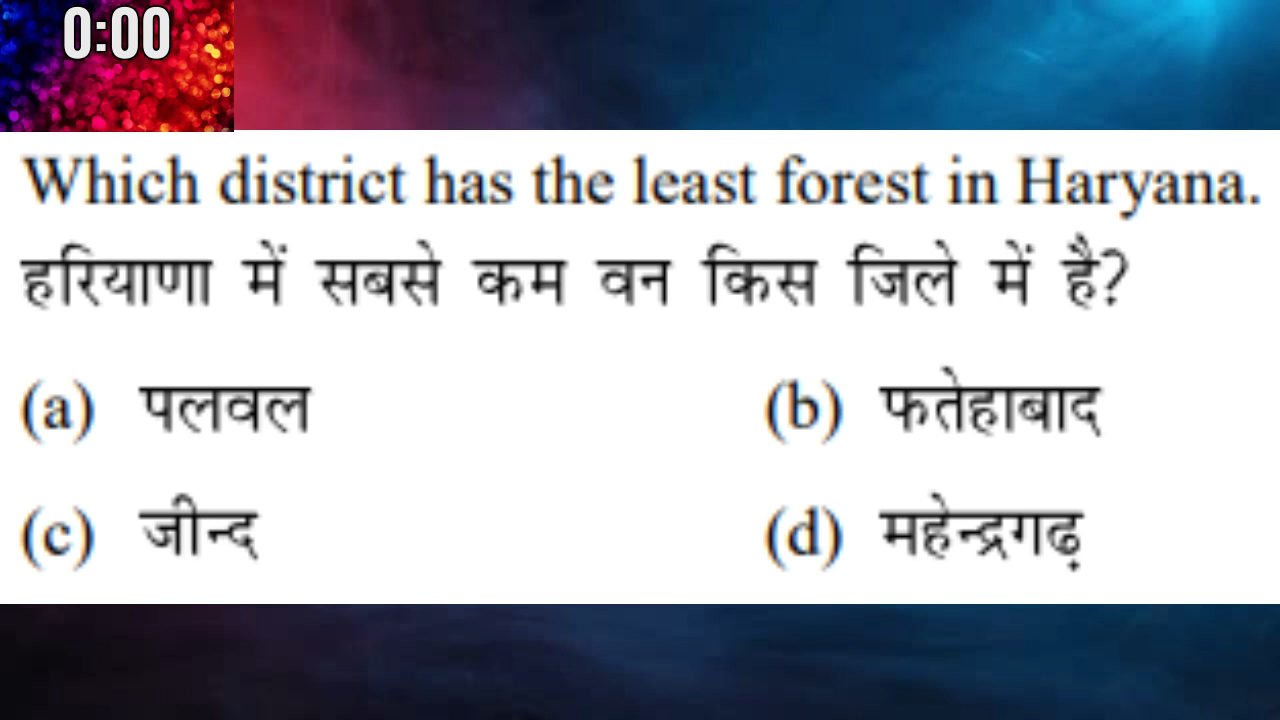 0:00
Which district has the least forest in Haryana.
हरियाणा में सबसे कम वन किस जिले में है?
(a) पलवल (b) फतेहाबाद
(c) जीन्द (d) महेन्द्रगढ़